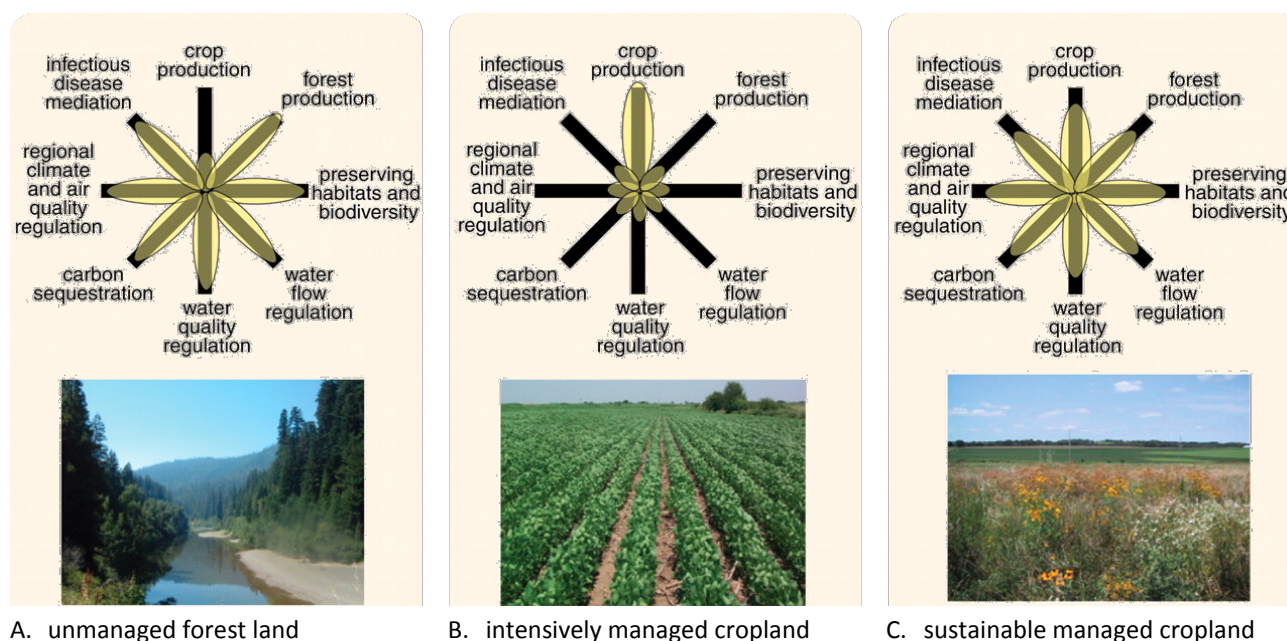 crop
production
infectious
disease
mediation
forest
production
regional
climate
and air
quality
regulation
preserving
habitats and
biodiversity
carbon
sequestration
water
flow
regulation
water
quality
regulation
crop
production
infectious
disease
mediation
forest
production
regional
climate
and air
quality
regulation
preserving
habitats and
biodiversity
carbon
sequestration
water
flow
regulation
water
quality
regulation
crop
production
infectious
disease
mediation
forest
production
regional
climate
and air
quality
regulation
preserving
habitats and
biodiversity
carbon
sequestration
water
flow
regulation
water
quality
regulation
A. unmanaged forest land
B. intensively managed cropland
C. sustainable managed cropland